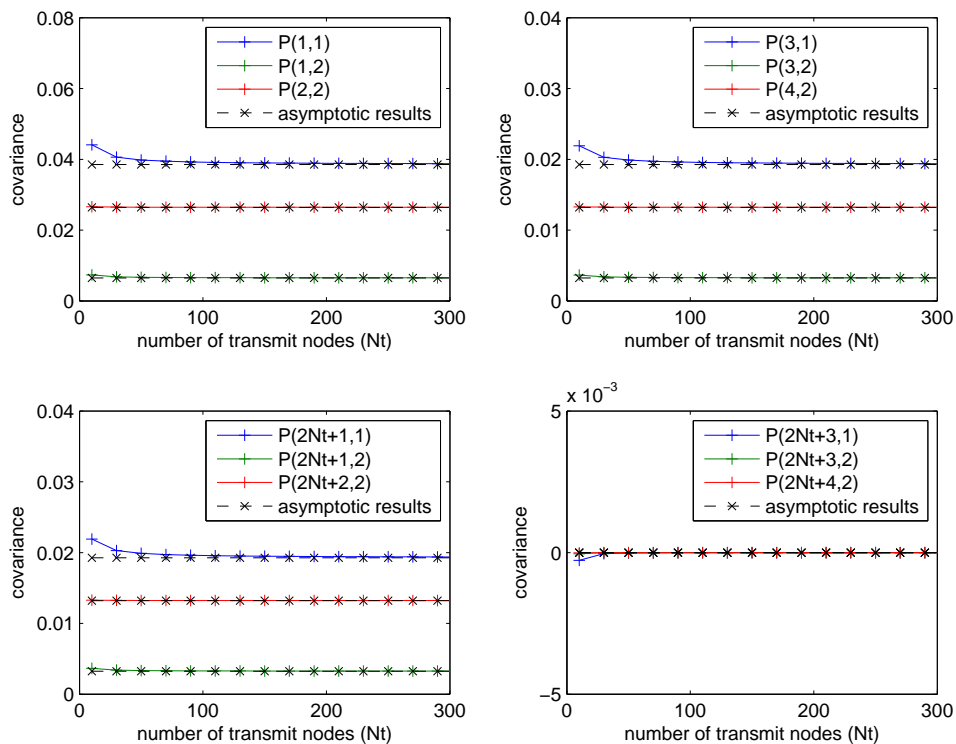 0.08
0.06
0.04
0.02
0
covariance
P(1,1)
P(1,2)
P(2,2)
asymptotic results
0 100 200 300
number of transmit nodes (Nt)
0.04
0.03
0.02
0.01
0
covariance
P(3,1)
P(3,2)
P(4,2)
asymptotic results
0 100 200 300
number of transmit nodes (Nt)
0.04
0.03
0.02
0.01
0
covariance
P(2Nt+1,1)
P(2Nt+1,2)
P(2Nt+2,2)
asymptotic results
0 100 200 300
number of transmit nodes (Nt)
x 10−3
5
0
−5
covariance
P(2Nt+3,1)
P(2Nt+3,2)
P(2Nt+4,2)
asymptotic results
0 100 200 300
number of transmit nodes (Nt)